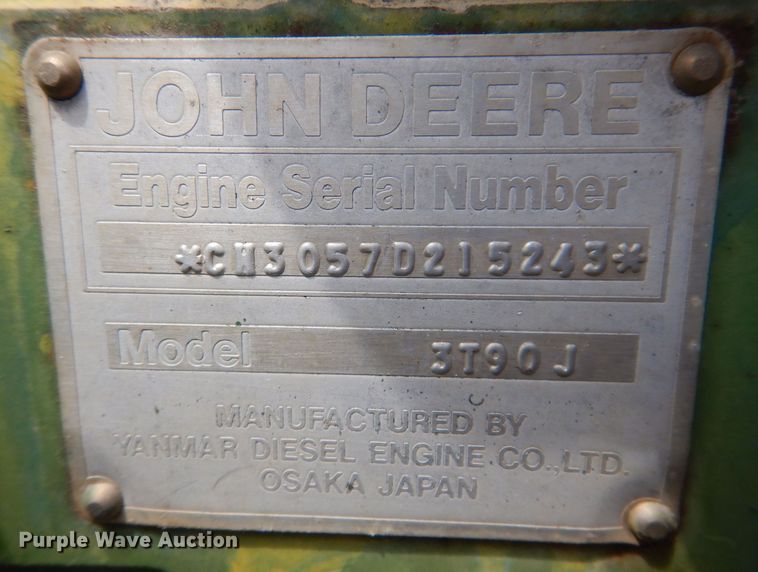 JOHN DEERE
Engine Serial Number
*CH3057D215243*
Model 3T90J
MANUFACTURED BY
YANMAR DIESEL ENGINE CO.,LTD.
OSAKA JAPAN
Purple Wave Auction